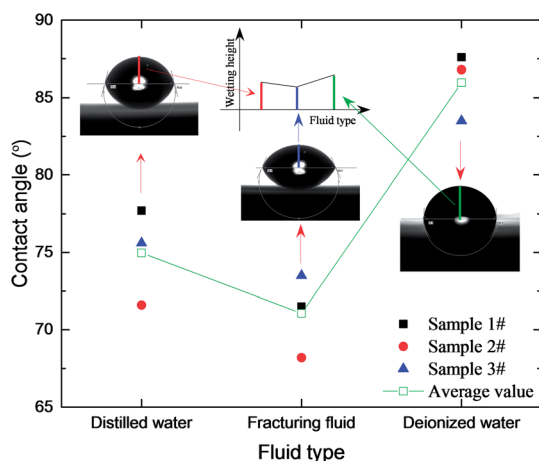 90
85
80
75
70
65
Contact angle (°)
Wetting height
Fluid type
Sample 1#
Sample 2#
Sample 3#
Average value
Distilled water
Fracturing fluid
Deionized water
Fluid type